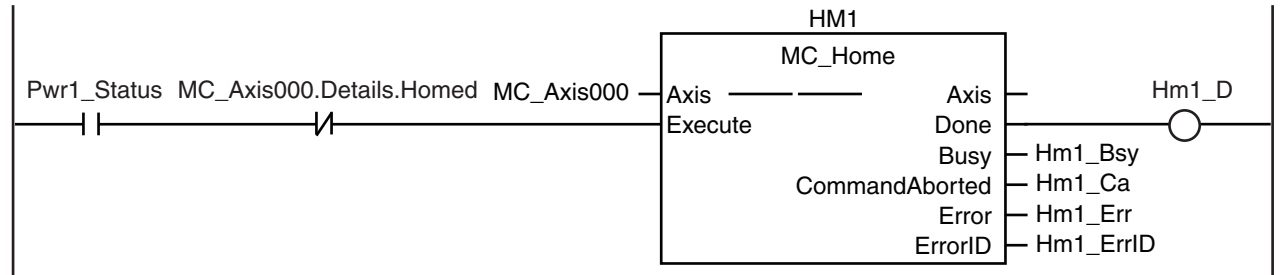 HM1
MC_Home
Pwr1_Status MC_Axis000.Details.Homed MC_Axis000 Axis Axis Hm1_D
Execute Done
Busy Hm1_Bsy
CommandAborted Hm1_Ca
Error Hm1_Err
ErrorID Hm1_ErrID